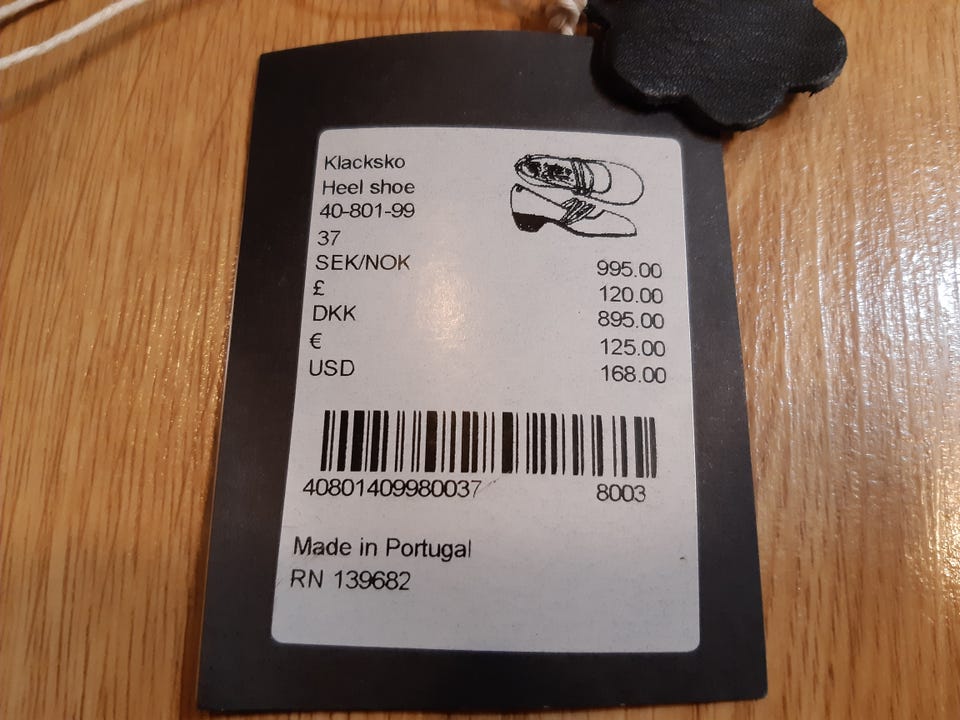 Klacksko
Heel shoe
40-801-99
37
SEK/NOK 995.00
£ 120.00
DKK 895.00
€ 125.00
USD 168.00
40801409980037 8003
Made in Portugal
RN 139682